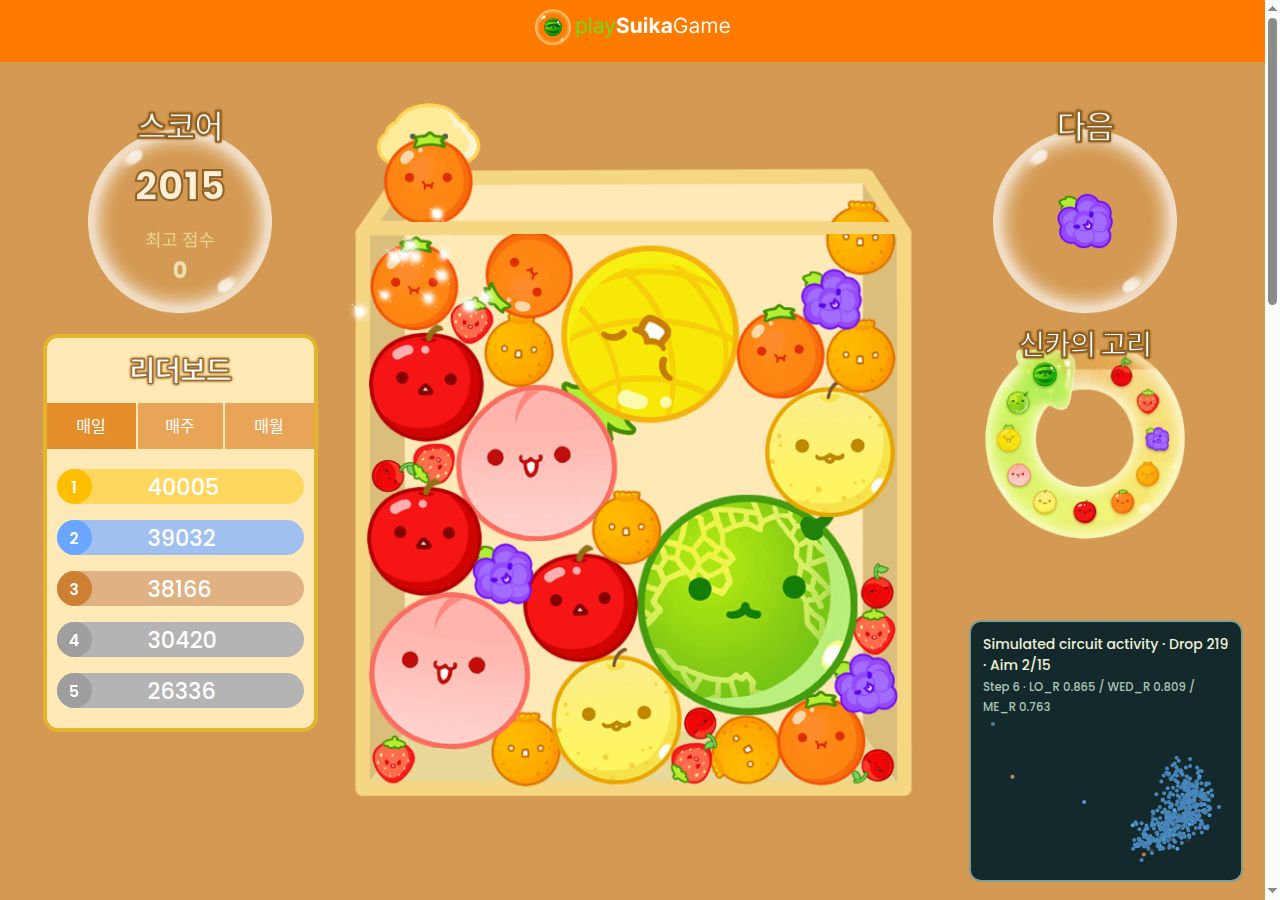 playSuikaGame
스코어
2015
최고 점수
0
리더보드
매일 매주 매월
1 40005
2 39032
3 38166
4 30420
5 26336
다음
신카의 고리
Simulated circuit activity · Drop 219
· Aim 2/15
Step 6 · LO_R 0.865 / WED_R 0.809 /
ME_R 0.763